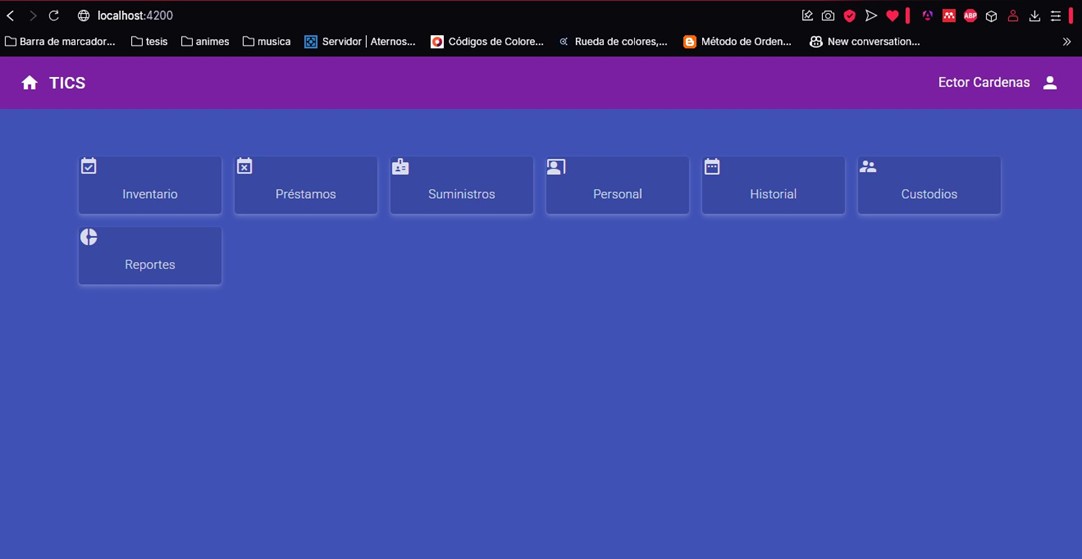 localhost:4200
ABP
Barra de marcador... tesis animes musica Servidor | Aternos... Códigos de Colore... Rueda de colores,... Método de Orden... New conversation...
TICS Ector Cardenas
Inventario Préstamos Suministros Personal Historial Custodios
Reportes